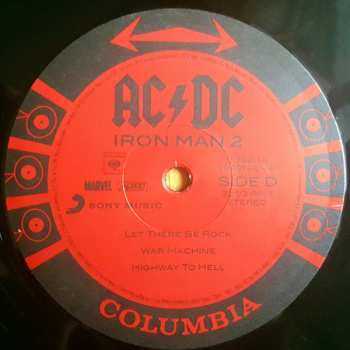 AC DC
IRON MAN 2
MARVEL
SIDE D
STEREO
SONY MUSIC
LET THERE BE ROCK
WAR MACHINE
HIGHWAY TO HELL
COLUMBIA